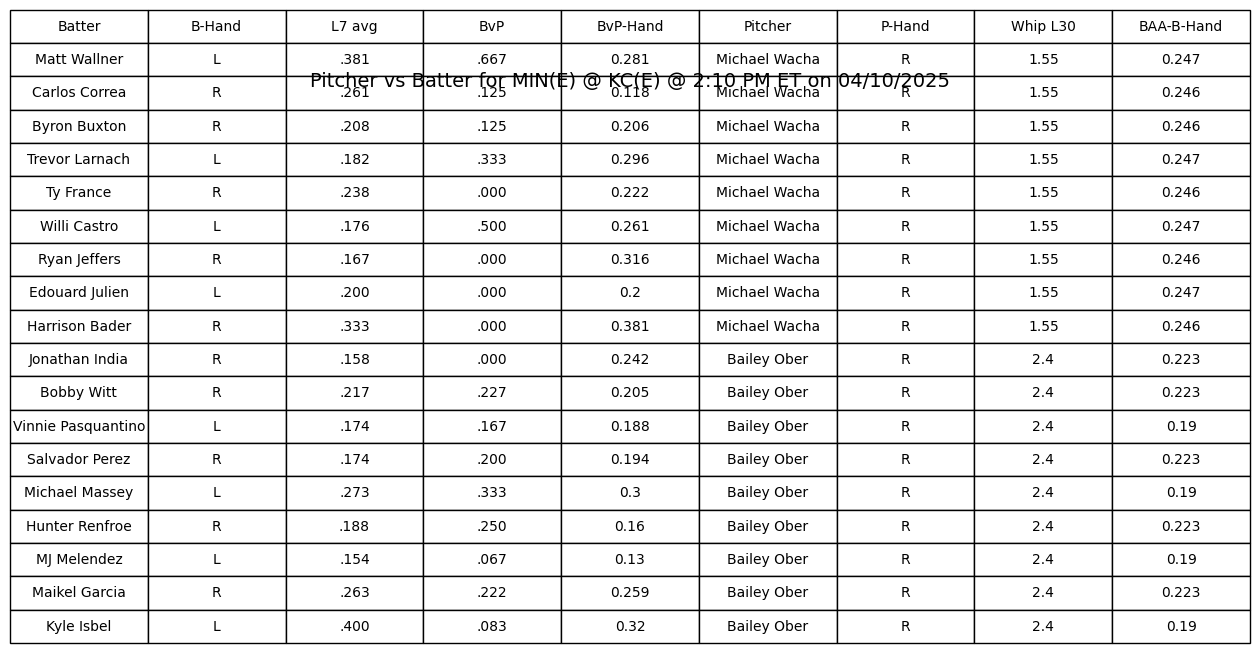 Batter B-Hand L7 avg BvP BvP-Hand Pitcher P-Hand Whip L30 BAA-B-Hand
Matt Wallner L .381 .667 0.281 Michael Wacha R 1.55 0.247
Pitcher vs Batter for MIN(E) @ KC(E) @ 2:10 PM ET on 04/10/2025
Carlos Correa R .261 .125 0.118 Michael Wacha R 1.55 0.246
Byron Buxton R .208 .125 0.206 Michael Wacha R 1.55 0.246
Trevor Larnach L .182 .333 0.296 Michael Wacha R 1.55 0.247
Ty France R .238 .000 0.222 Michael Wacha R 1.55 0.246
Willi Castro L .176 .500 0.261 Michael Wacha R 1.55 0.247
Ryan Jeffers R .167 .000 0.316 Michael Wacha R 1.55 0.246
Edouard Julien L .200 .000 0.2 Michael Wacha R 1.55 0.247
Harrison Bader R .333 .000 0.381 Michael Wacha R 1.55 0.246
Jonathan India R .158 .000 0.242 Bailey Ober R 2.4 0.223
Bobby Witt R .217 .227 0.205 Bailey Ober R 2.4 0.223
Vinnie Pasquantino L .174 .167 0.188 Bailey Ober R 2.4 0.19
Salvador Perez R .174 .200 0.194 Bailey Ober R 2.4 0.223
Michael Massey L .273 .333 0.3 Bailey Ober R 2.4 0.19
Hunter Renfroe R .188 .250 0.16 Bailey Ober R 2.4 0.223
MJ Melendez L .154 .067 0.13 Bailey Ober R 2.4 0.19
Maikel Garcia R .263 .222 0.259 Bailey Ober R 2.4 0.223
Kyle Isbel L .400 .083 0.32 Bailey Ober R 2.4 0.19